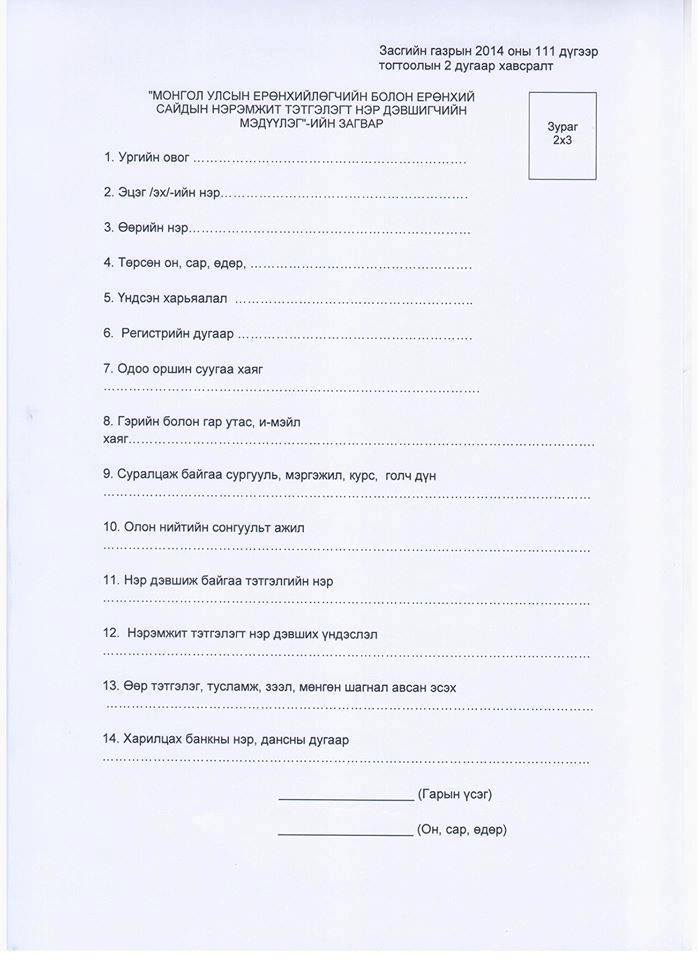 Засгийн газрын 2014 оны 111 дүгээр
тогтоолын 2 дугаар хавсралт
"МОНГОЛ УЛСЫН ЕРӨНХИЙЛӨГЧИЙН БОЛОН ЕРӨНХИЙ
САЙДЫН НЭРЭМЖИТ ТЭТГЭЛЭГТ НЭР ДЭВШИГЧИЙН
МЭДҮҮЛЭГ"-ИЙН ЗАГВАР
Зураг
2x3
1. Ургийн овог ……………………………………………………
2. Эцэг /эх/-ийн нэр………………………………………………
3. Өөрийн нэр………………………………………………………
4. Төрсөн он, сар, өдөр, …………………………………………
5. Үндсэн харьяалал ……………………………………………
6. Регистрийн дугаар ……………………………………………
7. Одоо оршин суугаа хаяг
…………………………………………………………………………
8. Гэрийн болон гар утас, и-мэйл
хаяг…………………………………………………………………………………………
9. Суралцаж байгаа сургууль, мэргэжил, курс, голч дүн
………………………………………………………………………………………………
10. Олон нийтийн сонгуульт ажил
………………………………………………………………………………………………
11. Нэр дэвшиж байгаа тэтгэлгийн нэр
………………………………………………………………………………………………
12. Нэрэмжит тэтгэлэгт нэр дэвших үндэслэл
………………………………………………………………………………………………
13. Өөр тэтгэлэг, тусламж, зээл, мөнгөн шагнал авсан эсэх
………………………………………………………………………………………………
14. Харилцах банкны нэр, дансны дугаар
………………………………………………………………………………………………
____________________ (Гарын үсэг)
____________________ (Он, сар, өдөр)